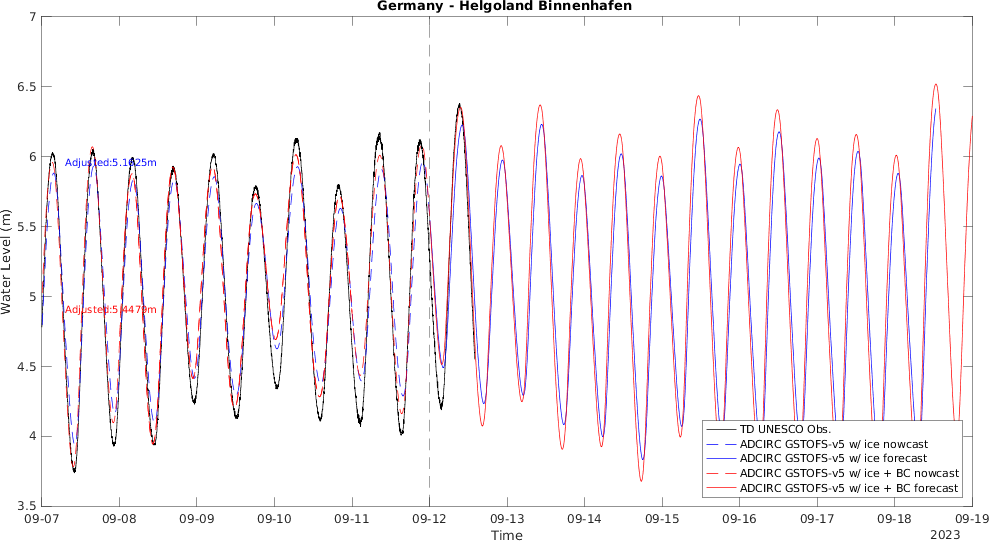 Germany - Helgoland Binnenhafen
7
6.5
6
5.5
5
4.5
4
3.5
Water Level (m)
Adjusted:5.1625m
Adjusted:5.4479m
TD UNESCO Obs.
ADCIRC GSTOFS-v5 w/ ice nowcast
ADCIRC GSTOFS-v5 w/ ice forecast
ADCIRC GSTOFS-v5 w/ ice + BC nowcast
ADCIRC GSTOFS-v5 w/ ice + BC forecast
09-07 09-08 09-09 09-10 09-11 09-12 09-13 09-14 09-15 09-16 09-17 09-18 09-19
Time
2023